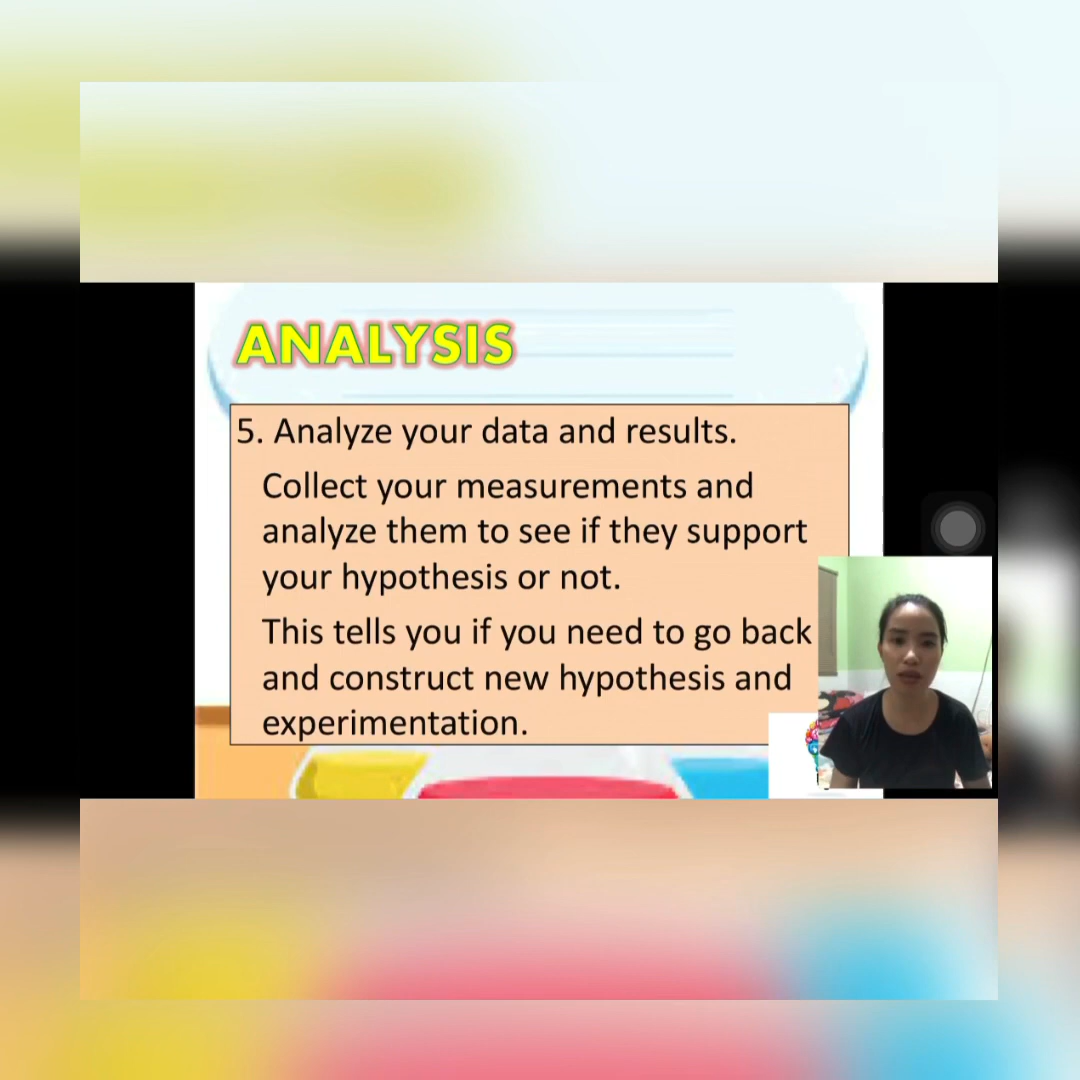 ANALYSIS
5. Analyze your data and results.
Collect your measurements and
analyze them to see if they support
your hypothesis or not.
This tells you if you need to go back
and construct new hypothesis and
experimentation.